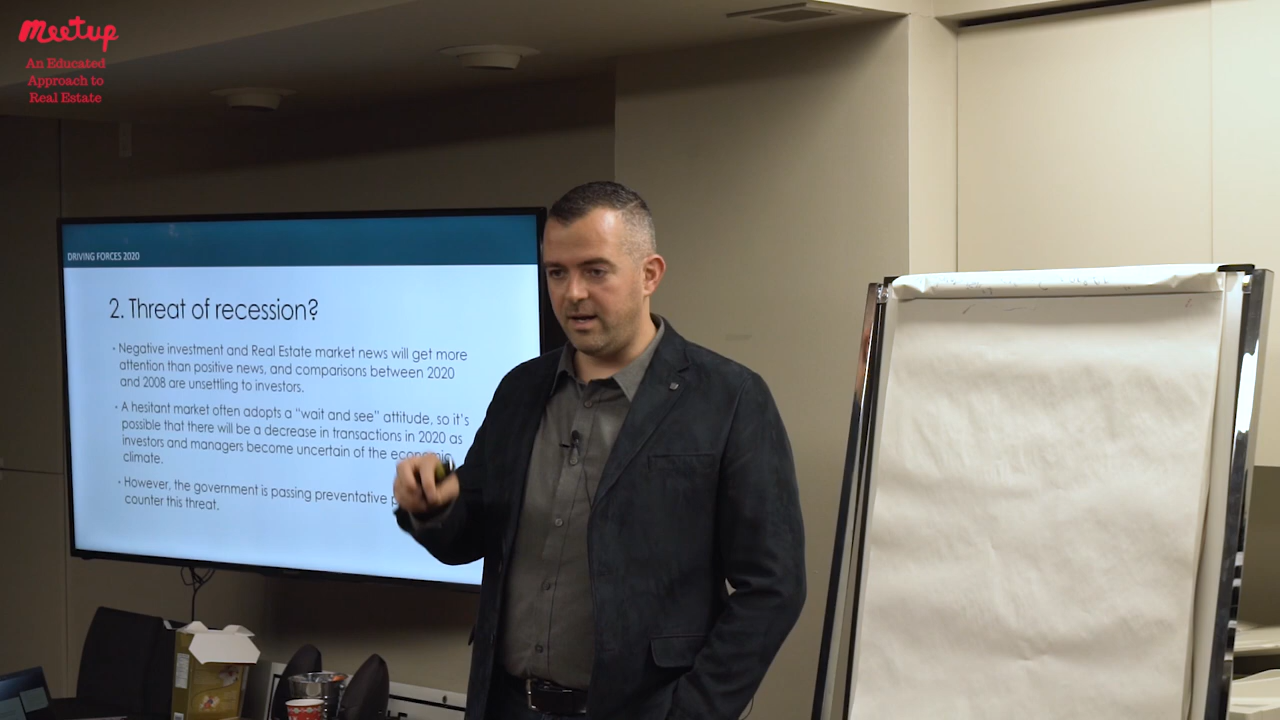 Meetup
An Educated
Approach to
Real Estate
DRIVING FORCES 2020
2. Threat of recession?
· Negative investment and Real Estate market news will get more
attention than positive news, and comparisons between 2020
and 2008 are unsettling to investors.
· A hesitant market often adopts a "wait and see" attitude, so it's
possible that there will be a decrease in transactions in 2020 as
investors and managers become uncertain of the economic
climate.
· However, the government is passing preventative
counter this threat.